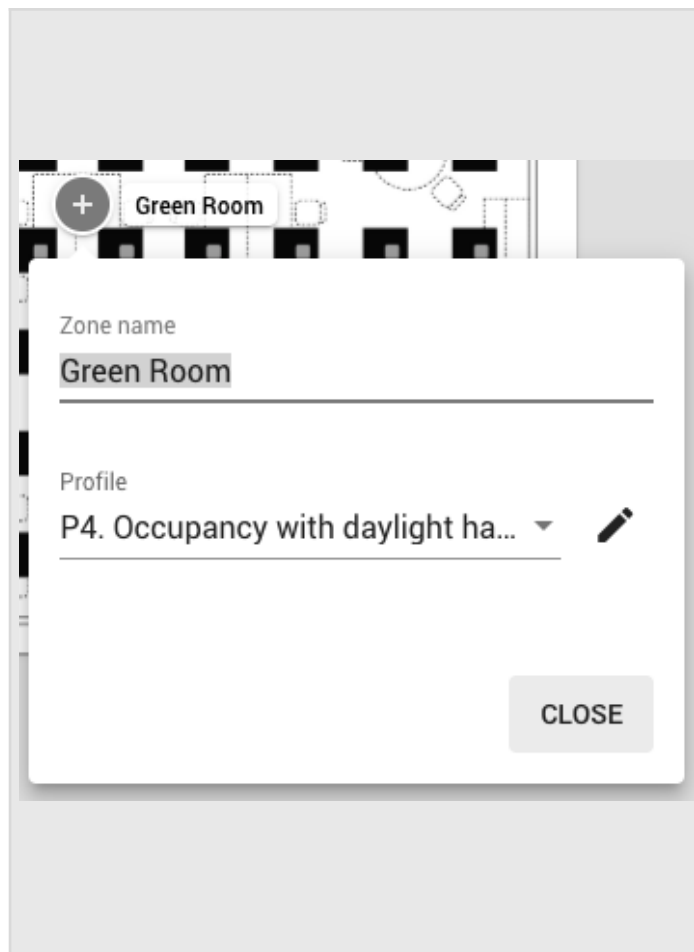 Green Room
Zone name
Green Room
Profile
P4. Occupancy with daylight ha...
CLOSE